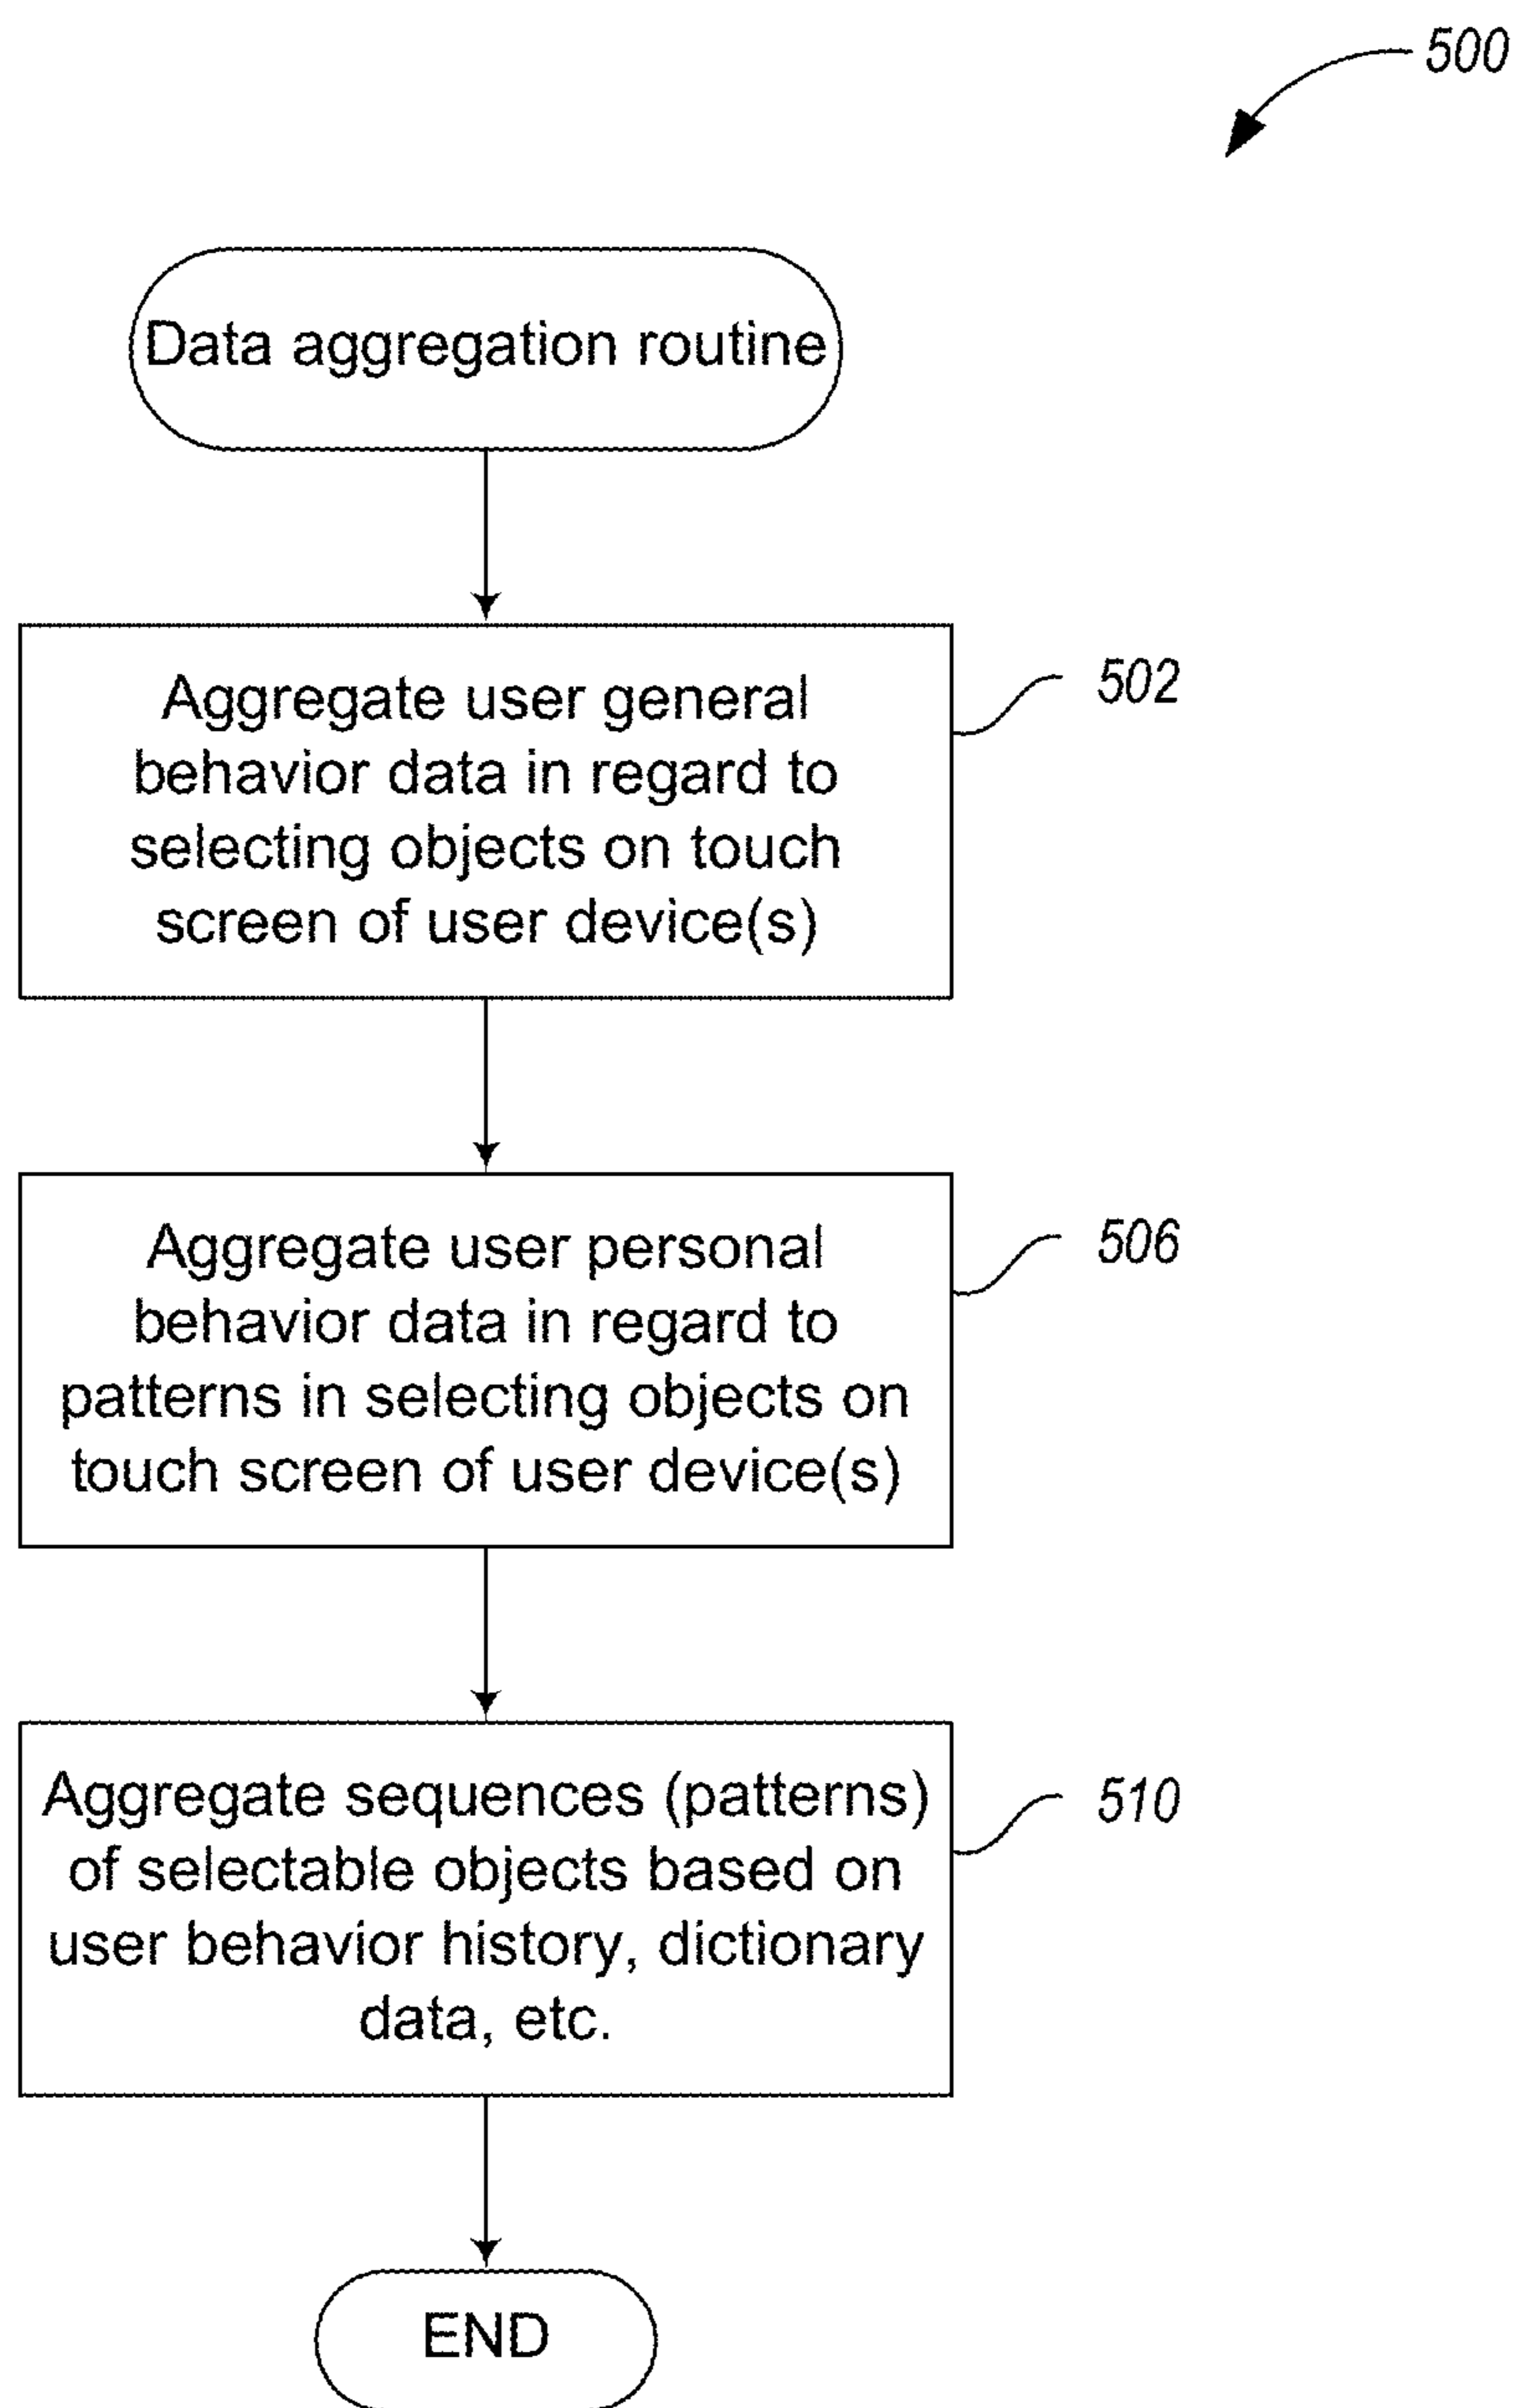 500
Data aggregation routine
Aggregate user general
behavior data in regard to
selecting objects on touch
screen of user device(s)
502
Aggregate user personal
behavior data in regard to
patterns in selecting objects on
touch screen of user device(s)
506
Aggregate sequences (patterns)
of selectable objects based on
user behavior history, dictionary
data, etc.
510
END